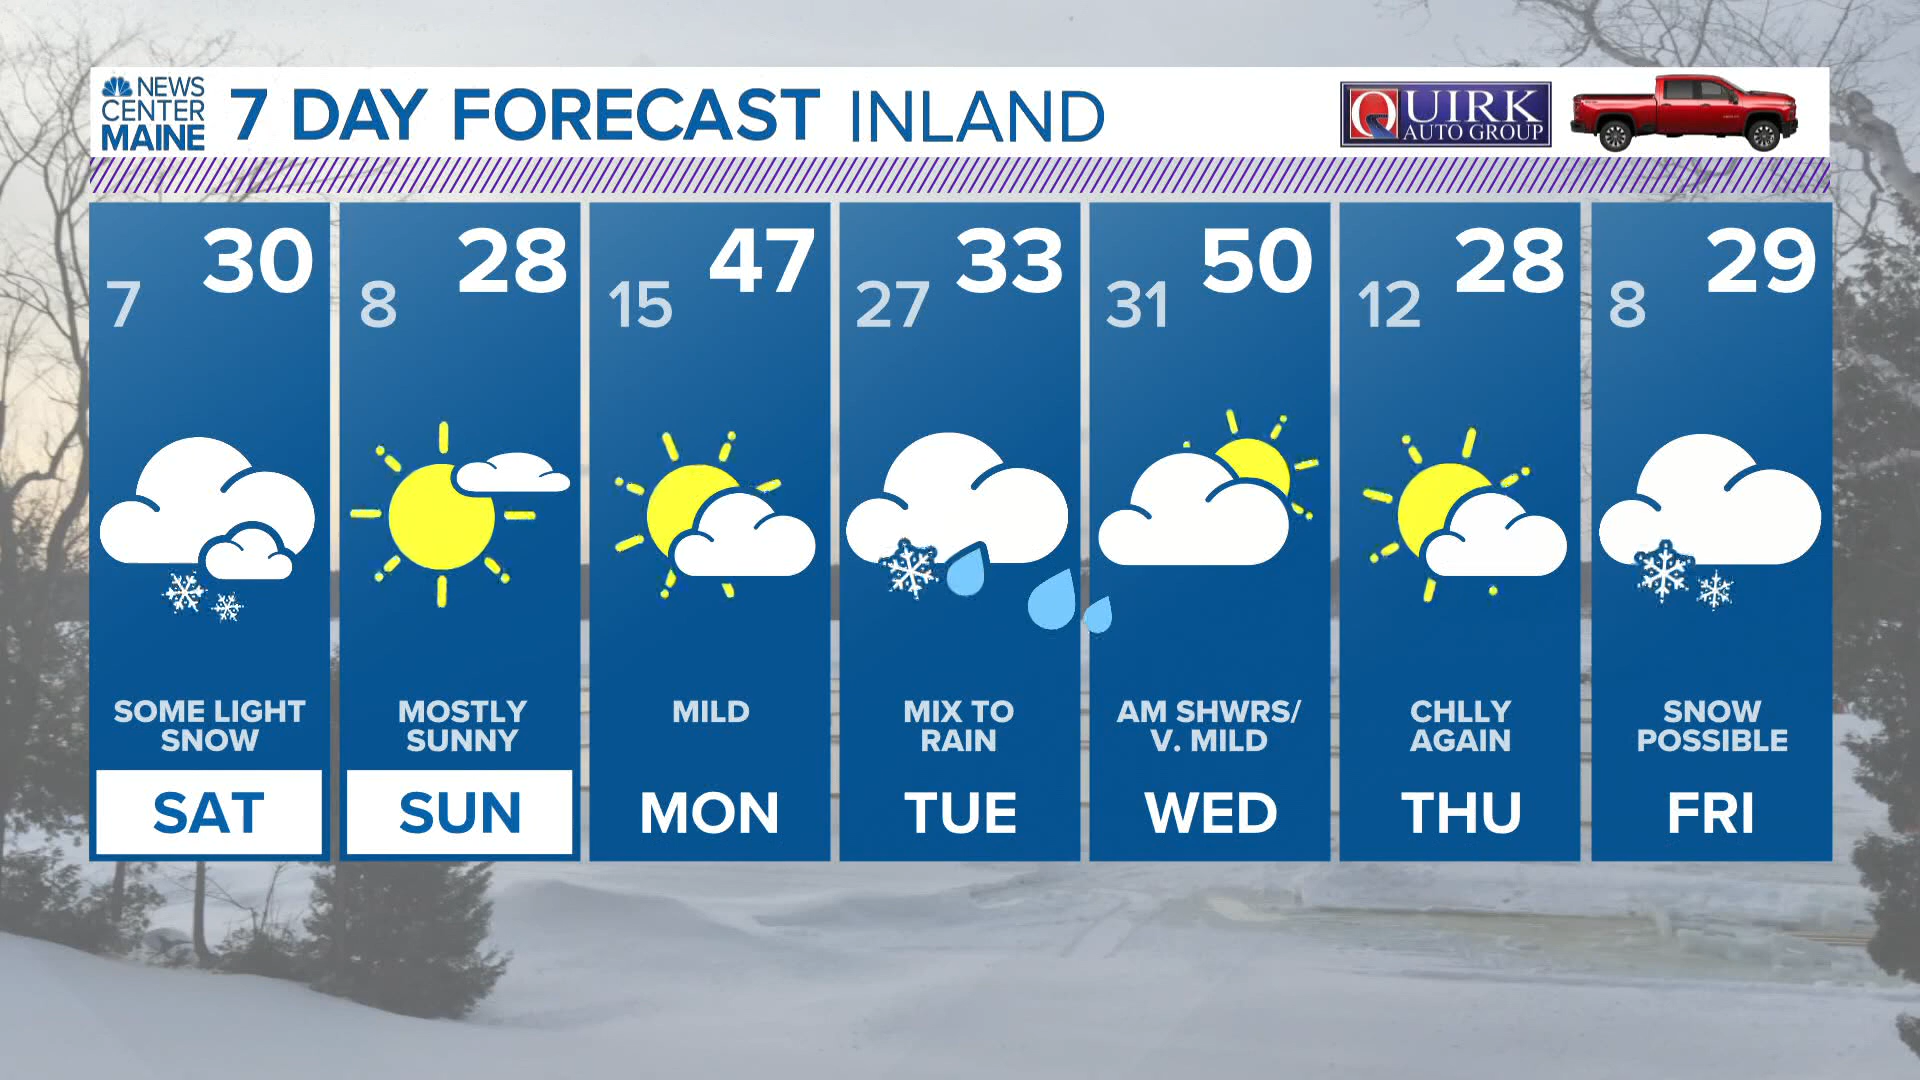 NEWS
CENTER
MAINE
7 DAY FORECAST INLAND
QUIRK
AUTO GROUP
7 30
8 28
15 47
27 33
31 50
12 28
8 29
SOME LIGHT
SNOW
MOSTLY
SUNNY
MILD
MIX TO
RAIN
AM SHWRS/
V. MILD
CHLLY
AGAIN
SNOW
POSSIBLE
SAT
SUN
MON
TUE
WED
THU
FRI